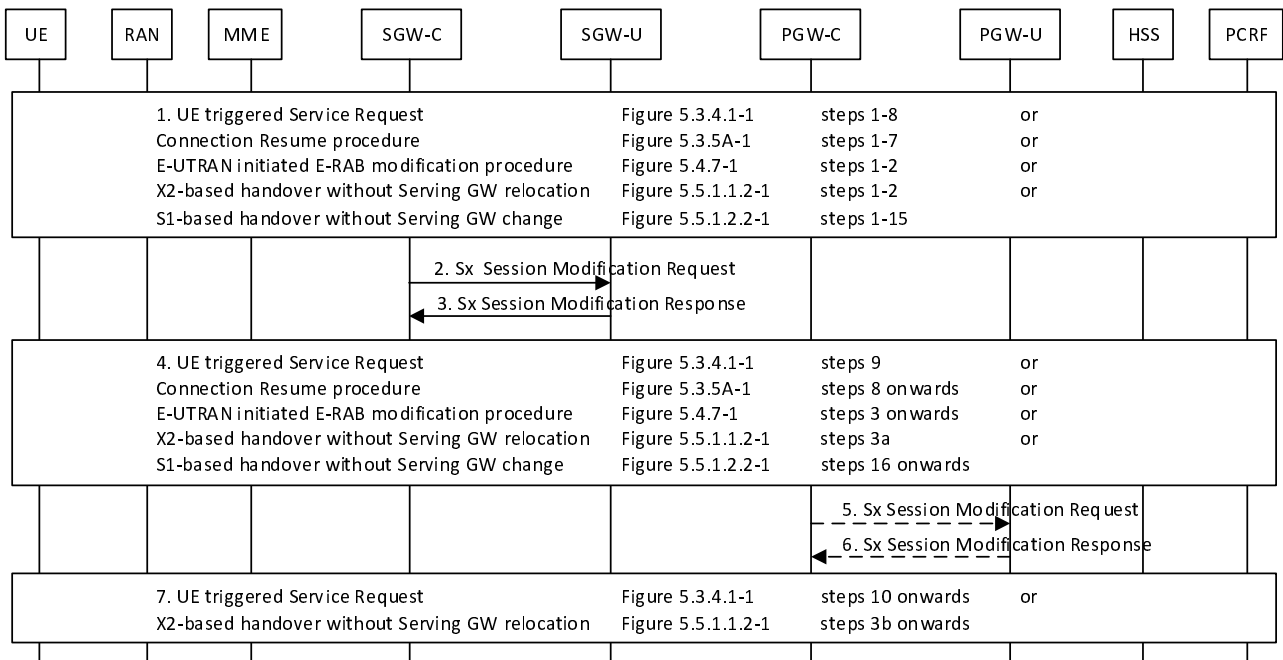 UE RAN MME SGW-C SGW-U PGW-C PGW-U HSS PCRF
1. UE triggered Service Request Figure 5.3.4.1-1 steps 1-8 or
Connection Resume procedure Figure 5.3.5A-1 steps 1-7 or
E-UTRAN initiated E-RAB modification procedure Figure 5.4.7-1 steps 1-2 or
X2-based handover without Serving GW relocation Figure 5.5.1.1.2-1 steps 1-2 or
S1-based handover without Serving GW change Figure 5.5.1.2.2-1 steps 1-15
2. Sx Session Modification Request
3. Sx Session Modification Response
4. UE triggered Service Request Figure 5.3.4.1-1 steps 9 or
Connection Resume procedure Figure 5.3.5A-1 steps 8 onwards or
E-UTRAN initiated E-RAB modification procedure Figure 5.4.7-1 steps 3 onwards or
X2-based handover without Serving GW relocation Figure 5.5.1.1.2-1 steps 3a or
S1-based handover without Serving GW change Figure 5.5.1.2.2-1 steps 16 onwards
5. Sx Session Modification Request
6. Sx Session Modification Response
7. UE triggered Service Request Figure 5.3.4.1-1 steps 10 onwards or
X2-based handover without Serving GW relocation Figure 5.5.1.1.2-1 steps 3b onwards